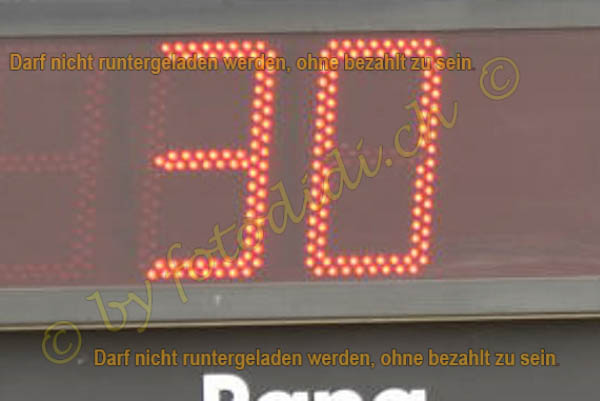 Darf nicht runtergeladen werden, ohne bezahlt zu sein.
30
© by fotodidi.ch ©
Darf nicht runtergeladen werden, ohne bezahlt zu sein.
Rang